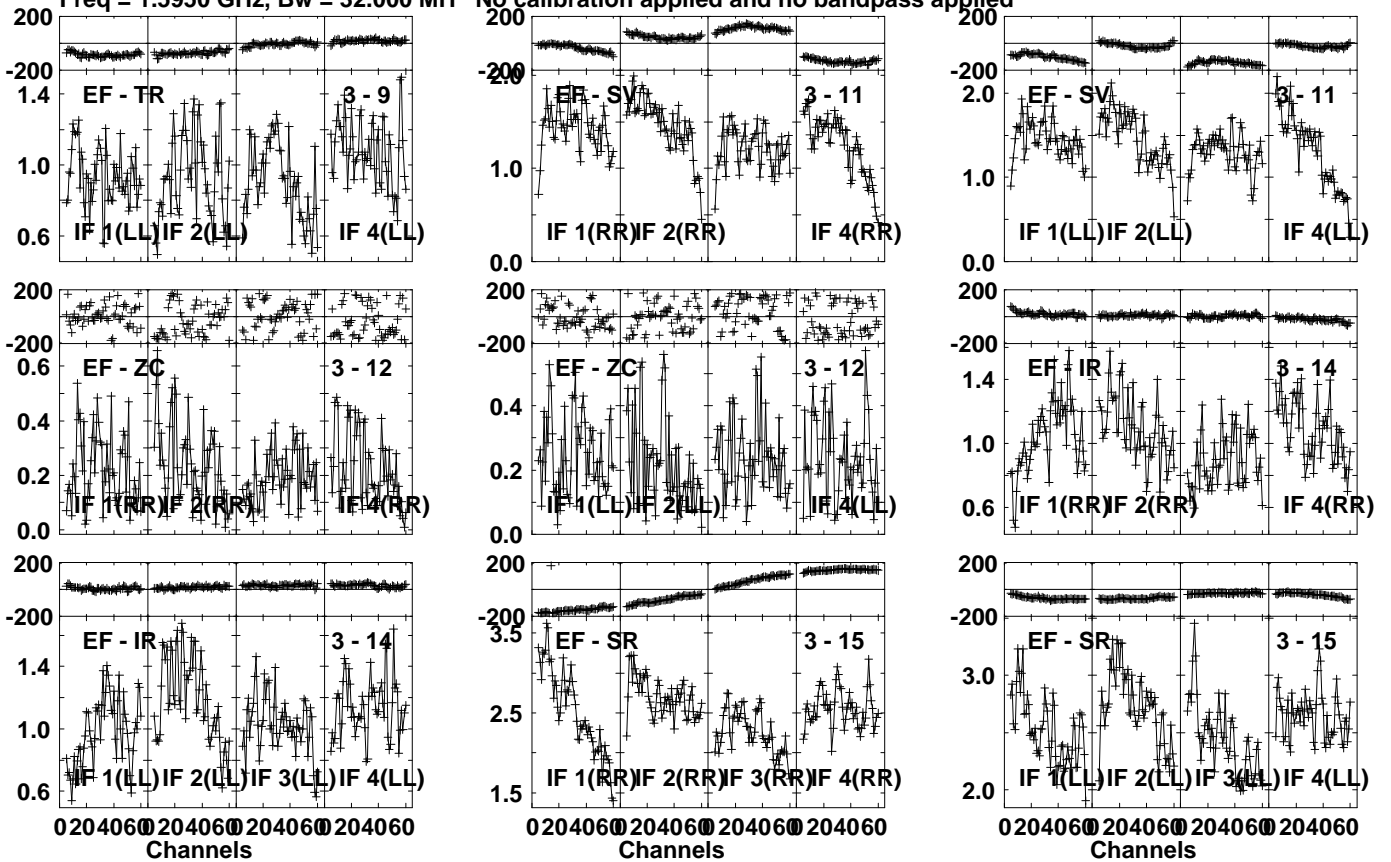 Freq = 1.5950 GHz, Bw = 32.000 MH No calibration applied and no bandpass applied
200
-200
EF - TR 3 - 9
1.4
1.0
0.6
IF 1(LL) IF 2(LL) IF 4(LL)
200
-200
2.0
EF - SV 3 - 11
1.0
0.0
IF 1(RR) IF 2(RR) IF 4(RR)
200
-200
EF - SV 3 - 11
2.0
1.0
0.0
IF 1(LL) IF 2(LL) IF 4(LL)
200
-200
EF - ZC 3 - 12
0.6
0.4
0.2
0.0
IF 1(RR) IF 2(RR) IF 4(RR)
200
-200
EF - ZC 3 - 12
0.4
0.2
0.0
IF 1(LL) IF 2(LL) IF 4(LL)
200
-200
EF - IR 3 - 14
1.4
1.0
0.6
IF 1(RR) IF 2(RR) IF 4(RR)
200
-200
EF - IR 3 - 14
1.4
1.0
0.6
IF 1(LL) IF 2(LL) IF 3(LL) IF 4(LL)
0 20 40 60 0 20 40 60 0 20 40 60 0 20 40 60
Channels
200
-200
EF - SR 3 - 15
3.5
2.5
1.5
IF 1(RR) IF 2(RR) IF 3(RR) IF 4(RR)
0 20 40 60 0 20 40 60 0 20 40 60 0 20 40 60
Channels
200
-200
EF - SR 3 - 15
3.0
2.0
IF 1(LL) IF 2(LL) IF 3(LL) IF 4(LL)
0 20 40 60 0 20 40 60 0 20 40 60 0 20 40 60
Channels